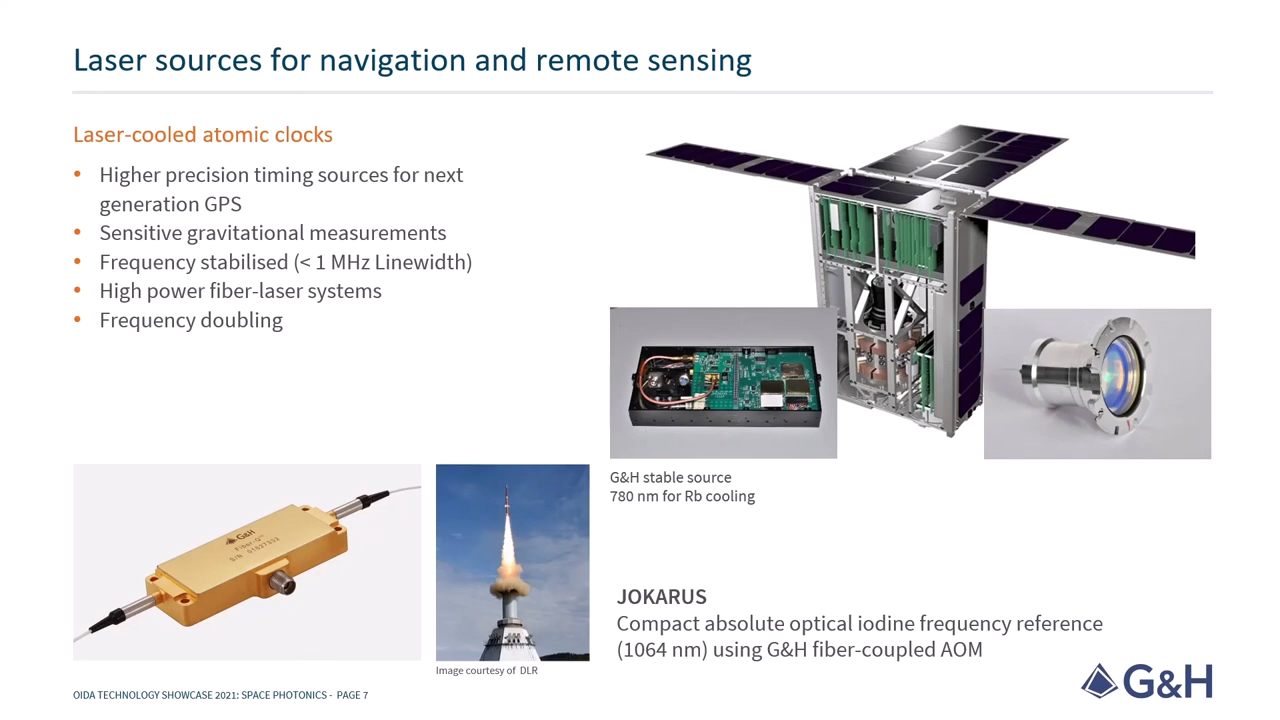 Laser sources for navigation and remote sensing
Laser-cooled atomic clocks
• Higher precision timing sources for next
generation GPS
• Sensitive gravitational measurements
• Frequency stabilised (< 1 MHz Linewidth)
• High power fiber-laser systems
• Frequency doubling
G&H stable source
780 nm for Rb cooling
G&H
Fiber-Q™
S/N 01627332
Image courtesy of DLR
JOKARUS
Compact absolute optical iodine frequency reference
(1064 nm) using G&H fiber-coupled AOM
OIDA TECHNOLOGY SHOWCASE 2021: SPACE PHOTONICS - PAGE 7
G&H